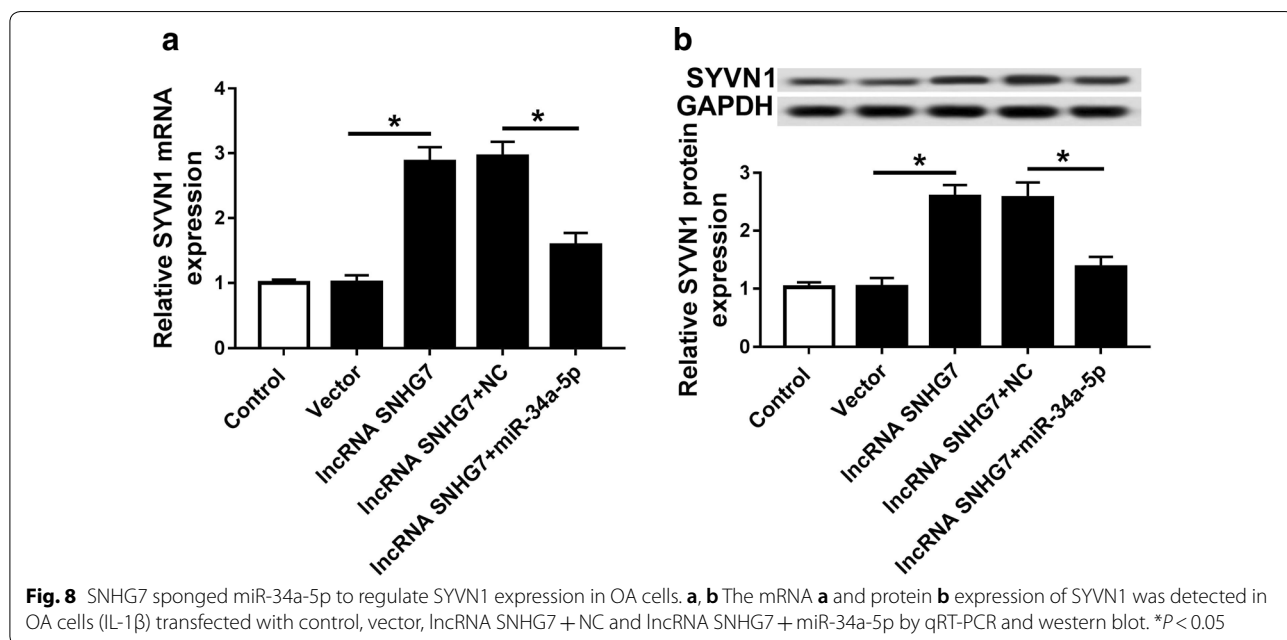 a
Relative SYVN1 mRNA
expression
4
3
2
1
0
*
*
Control
Vector
lncRNA SNHG7
lncRNA SNHG7+NC
lncRNA SNHG7+miR-34a-5p
b
SYVN1
GAPDH
Relative SYVN1 protein
expression
3
2
1
0
*
*
Control
Vector
lncRNA SNHG7
lncRNA SNHG7+NC
lncRNA SNHG7+miR-34a-5p
Fig. 8 SNHG7 sponged miR-34a-5p to regulate SYVN1 expression in OA cells. a, b The mRNA a and protein b expression of SYVN1 was detected in
OA cells (IL-1β) transfected with control, vector, lncRNA SNHG7 + NC and lncRNA SNHG7 + miR-34a-5p by qRT-PCR and western blot. *P < 0.05